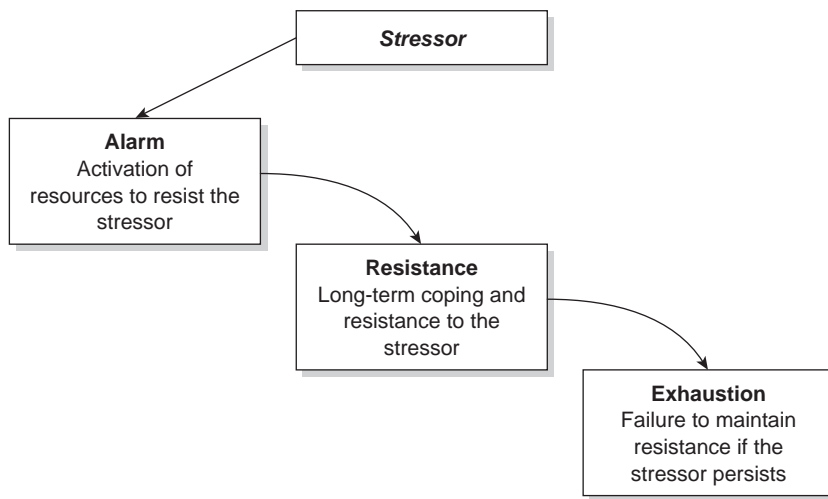 Stressor
Alarm
Activation of
resources to resist the
stressor
Resistance
Long-term coping and
resistance to the
stressor
Exhaustion
Failure to maintain
resistance if the
stressor persists